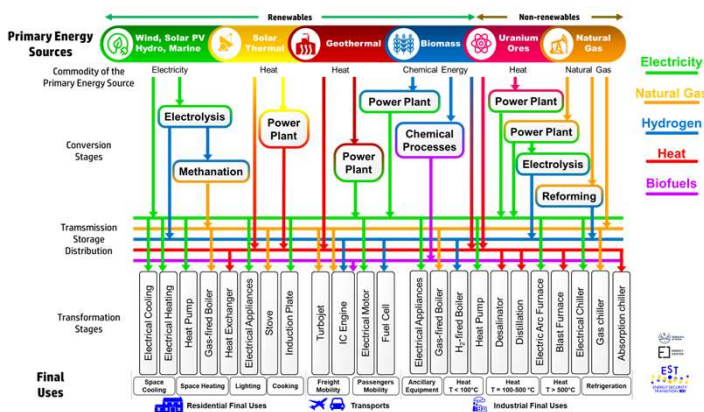 Renewables
Non-renewables
Primary Energy
Sources
Wind, Solar PV
Hydro, Marine
Solar
Thermal
Geothermal
Biomass
Uranium
Ores
Natural
Gas
Commodity of the
Primary Energy Source
Electricity
Heat
Heat
Chemical Energy
Heat
Natural Gas
Electricity
Natural Gas
Hydrogen
Heat
Biofuels
Conversion
Stages
Electrolysis
Methanation
Power
Plant
Power
Plant
Power Plant
Chemical
Processes
Power Plant
Power Plant
Electrolysis
Reforming
Transmission
Storage
Distribution
Transformation
Stages
Electrical Cooling
Electrical Heating
Heat Pump
Gas-fired Boiler
Heat Exchanger
Electrical Appliances
Stove
Induction Plate
Turbojet
IC Engine
Electrical Motor
Fuel Cell
Electrical Appliances
Gas-fired Boiler
H₂-fired Boiler
Heat Pump
Desalinator
Distillation
Electric Arc Furnace
Blast Furnace
Electrical Chiller
Gas chiller
Absorption chiller
Final
Uses
Space
Cooling
Space Heating
Lighting
Cooking
Freight
Mobility
Passengers
Mobility
Ancillary
Equipment
Heat
T < 100°C
Heat
T = 100-500 °C
Heat
T > 500°C
Refrigeration
Residential Final Uses
Transports
Industrial Final Uses
EST
ENERGY SECURITY